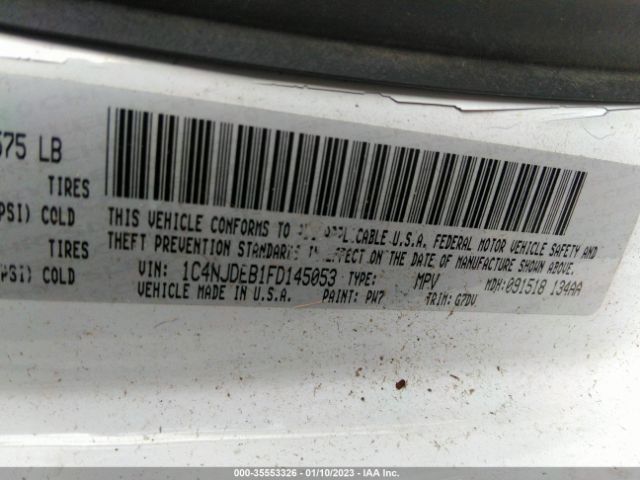 575 LB
TIRES
PSI) COLD
TIRES
PSI) COLD
THIS VEHICLE CONFORMS TO APPLICABLE U.S.A. FEDERAL MOTOR VEHICLE SAFETY AND
THEFT PREVENTION STANDARDS IN EFFECT ON THE DATE OF MANUFACTURE SHOWN ABOVE.
VIN: 1C4NJDEB1FD145053 TYPE: MPV MDH: 091518 134AA
VEHICLE MADE IN U.S.A. PAINT: PW7 TRIM: G7DV
000-35553326 - 01/10/2023 - IAA Inc.